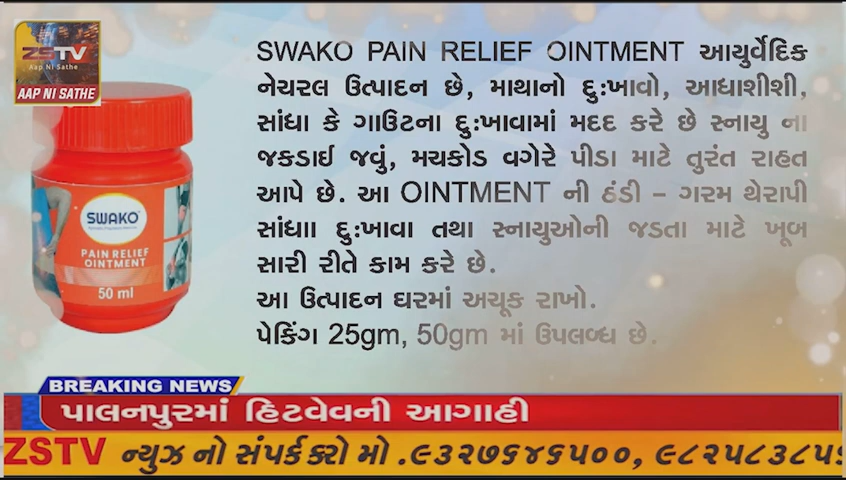 ZSTV
Aap Ni Sathe
AAP NI SATHE
SWAKO PAIN RELIEF OINTMENT આયુર્વેદિક
નેચરલ ઉત્પાદન છે, માથાનો દુઃખાવો, આધાશીશી,
સાંધા કે ગાઉટના દુઃખાવામાં મદદ કરે છે સ્નાયુ ના
જકડાઈ જવું, મચકોડ વગેરે પીડા માટે તુરંત રાહત
આપે છે. આ OINTMENT ની ઠંડી – ગરમ થેરાપી
સાંધાા દુઃખાવા તથા સ્નાયુઓની જડતા માટે ખૂબ
સારી રીતે કામ કરે છે.
આ ઉત્પાદન ઘરમાં અચૂક રાખો.
પેકિંગ 25gm, 50gm માં ઉપલબ્ધ છે.
SWAKO
PAIN RELIEF
OINTMENT
50 ml
BREAKING NEWS
પાલનપુરમાં હિટવેવની આગાહી
ZSTV ન્યુઝ નો સંપર્ક કરો મો .૯૩૨૭૬૪૬૫૦૦, ૯૮૨૫૮૩૮૫